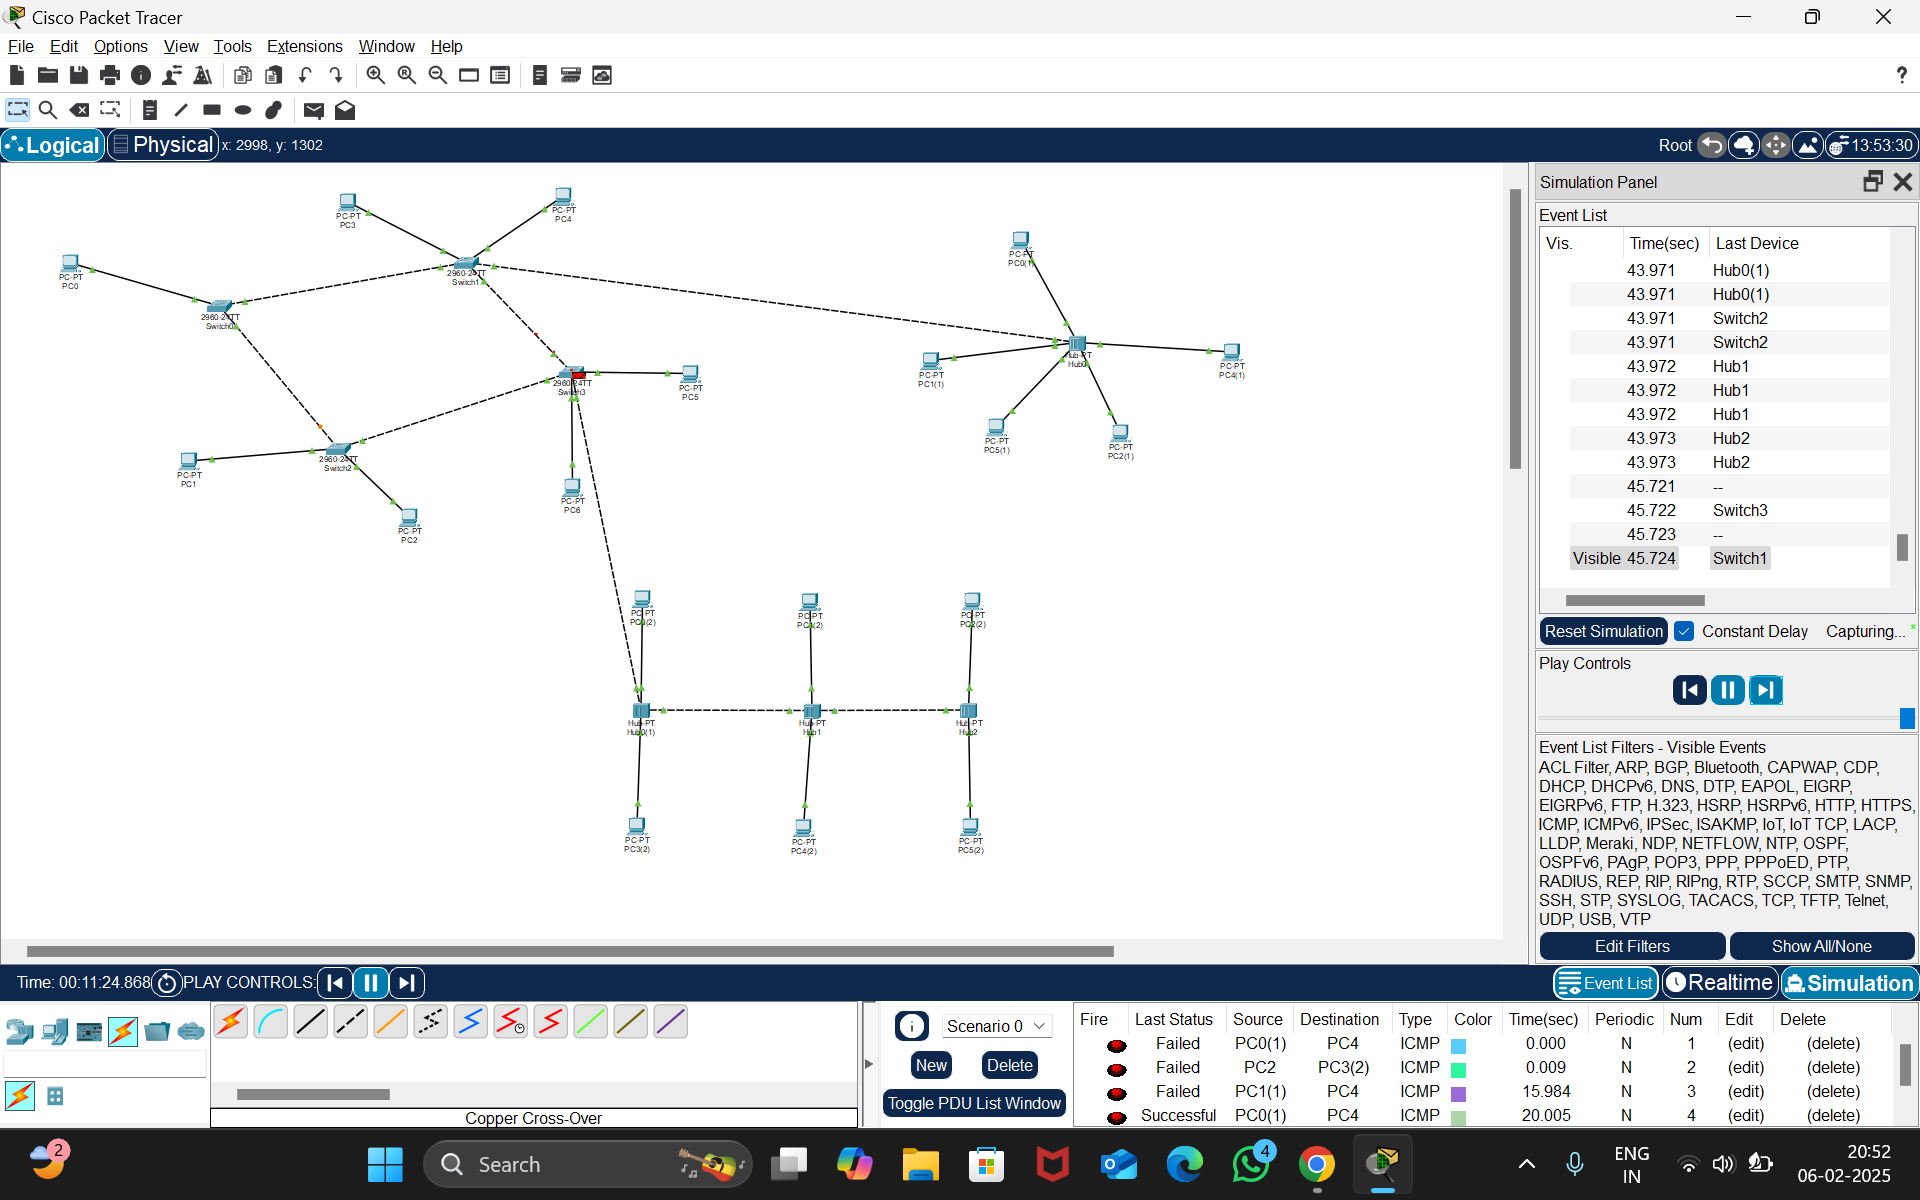 Cisco Packet Tracer
File Edit Options View Tools Extensions Window Help
?
Logical Physical x: 2998, y: 1302 Root 13:53:30
PC-PT
PC3
PC-PT
PC4
PC-PT
PC0
2960-24TT
Switch1
2960-24TT
Switch0
PC-PT
PC0(1)
Hub-PT
Hub0
PC-PT
PC1(1)
PC-PT
PC4(1)
2960-24TT
Switch3
PC-PT
PC5
PC-PT
PC5(1)
PC-PT
PC2(1)
2960-24TT
Switch2
PC-PT
PC1
PC-PT
PC6
PC-PT
PC2
PC-PT
PC0(2)
PC-PT
PC1(2)
PC-PT
PC2(2)
Hub-PT
Hub0(1)
Hub-PT
Hub1
Hub-PT
Hub2
PC-PT
PC3(2)
PC-PT
PC4(2)
PC-PT
PC5(2)
Simulation Panel
Event List
Vis. Time(sec) Last Device
43.971 Hub0(1)
43.971 Hub0(1)
43.971 Switch2
43.971 Switch2
43.972 Hub1
43.972 Hub1
43.972 Hub1
43.973 Hub2
43.973 Hub2
45.721 --
45.722 Switch3
45.723 --
Visible 45.724 Switch1
Reset Simulation Constant Delay Capturing... *
Play Controls
Event List Filters - Visible Events
ACL Filter, ARP, BGP, Bluetooth, CAPWAP, CDP,
DHCP, DHCPv6, DNS, DTP, EAPOL, EIGRP,
EIGRPv6, FTP, H.323, HSRP, HSRPv6, HTTP, HTTPS,
ICMP, ICMPv6, IPSec, ISAKMP, IoT, IoT TCP, LACP,
LLDP, Meraki, NDP, NETFLOW, NTP, OSPF,
OSPFv6, PAgP, POP3, PPP, PPPoED, PTP,
RADIUS, REP, RIP, RIPng, RTP, SCCP, SMTP, SNMP,
SSH, STP, SYSLOG, TACACS, TCP, TFTP, Telnet,
UDP, USB, VTP
Edit Filters Show All/None
Time: 00:11:24.868 PLAY CONTROLS: Event List Realtime Simulation
Copper Cross-Over
Scenario 0
New Delete
Toggle PDU List Window
Fire Last Status Source Destination Type Color Time(sec) Periodic Num Edit Delete
Failed PC0(1) PC4 ICMP 0.000 N 1 (edit) (delete)
Failed PC2 PC3(2) ICMP 0.009 N 2 (edit) (delete)
Failed PC1(1) PC4 ICMP 15.984 N 3 (edit) (delete)
Successful PC0(1) PC4 ICMP 20.005 N 4 (edit) (delete)
2 Search 4 ENG 20:52
IN 06-02-2025